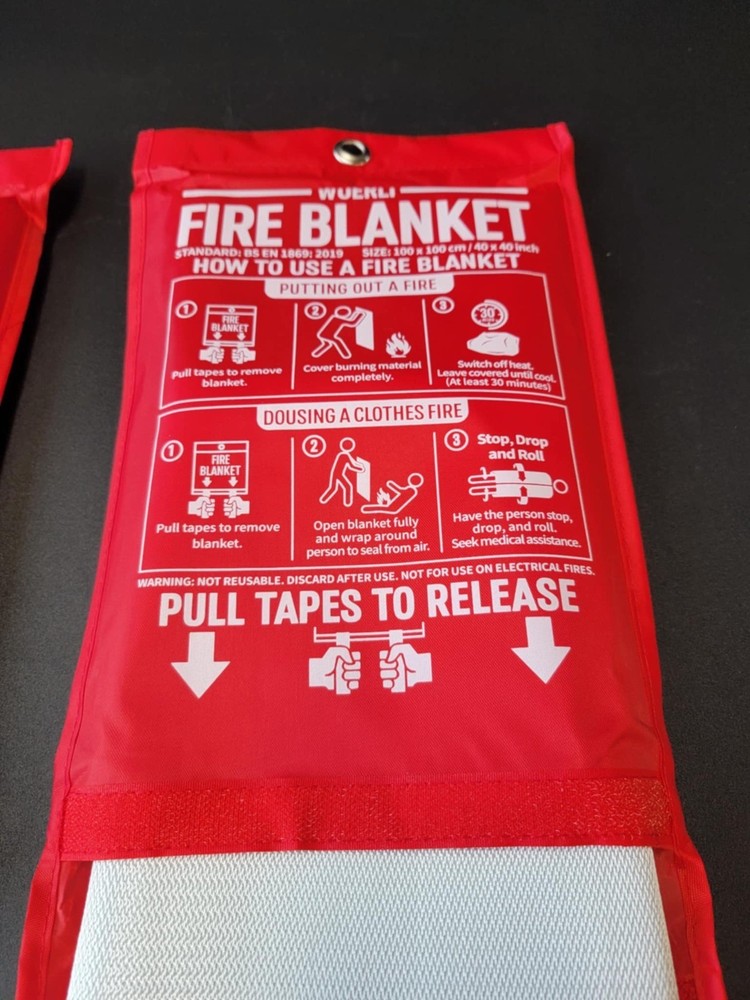 WUERLI
FIRE BLANKET
STANDARD: BS EN 1869: 2019 SIZE: 100 x 100 cm / 40 x 40 inch
HOW TO USE A FIRE BLANKET
PUTTING OUT A FIRE
1
FIRE
BLANKET
Pull tapes to remove
blanket.
2
Cover burning material
completely.
3
30
Switch off heat.
Leave covered until cool.
(At least 30 minutes)
DOUSING A CLOTHES FIRE
1
FIRE
BLANKET
Pull tapes to remove
blanket.
2
Open blanket fully
and wrap around
person to seal from air.
3
Stop, Drop
and Roll
Have the person stop,
drop, and roll.
Seek medical assistance.
WARNING: NOT REUSABLE. DISCARD AFTER USE. NOT FOR USE ON ELECTRICAL FIRES.
PULL TAPES TO RELEASE